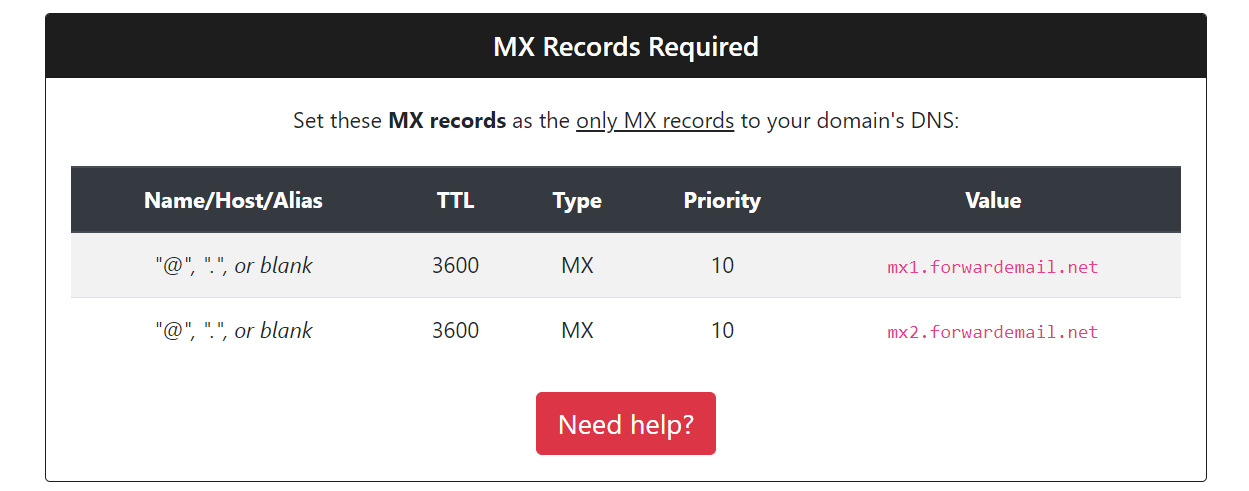 MX Records Required
Set these MX records as the only MX records to your domain's DNS:
Name/Host/Alias TTL Type Priority Value
"@", ".", or blank 3600 MX 10 mx1.forwardemail.net
"@", ".", or blank 3600 MX 10 mx2.forwardemail.net
Need help?